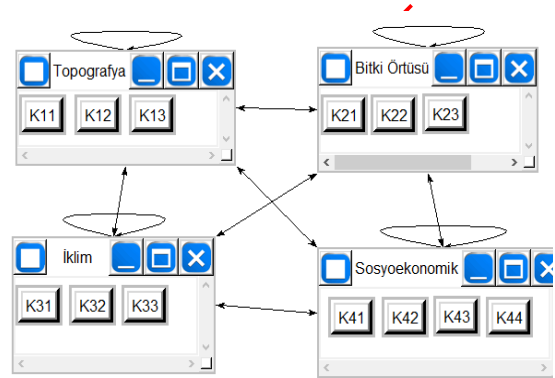 Topografya
K11 K12 K13
Bitki Örtüsü
K21 K22 K23
İklim
K31 K32 K33
Sosyoekonomik
K41 K42 K43 K44